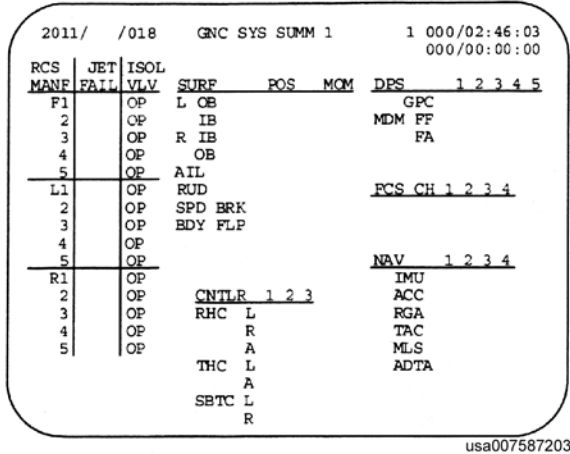 2011/ /018 GNC SYS SUMM 1 1 000/02:46:03
000/00:00:00
RCS JET ISOL
MANF FAIL VLV SURF POS MOM DPS 1 2 3 4 5
F1 OP L OB GPC
2 OP IB MDM FF
3 OP R IB FA
4 OP OB
5 OP AIL
L1 OP RUD FCS CH 1 2 3 4
2 OP SPD BRK
3 OP BDY FLP
4 OP
5 OP NAV 1 2 3 4
R1 OP IMU
2 OP CNTLR 1 2 3 ACC
3 OP RHC L RGA
4 OP R TAC
5 OP A MLS
THC L ADTA
A
SBTC L
R
usa007587203